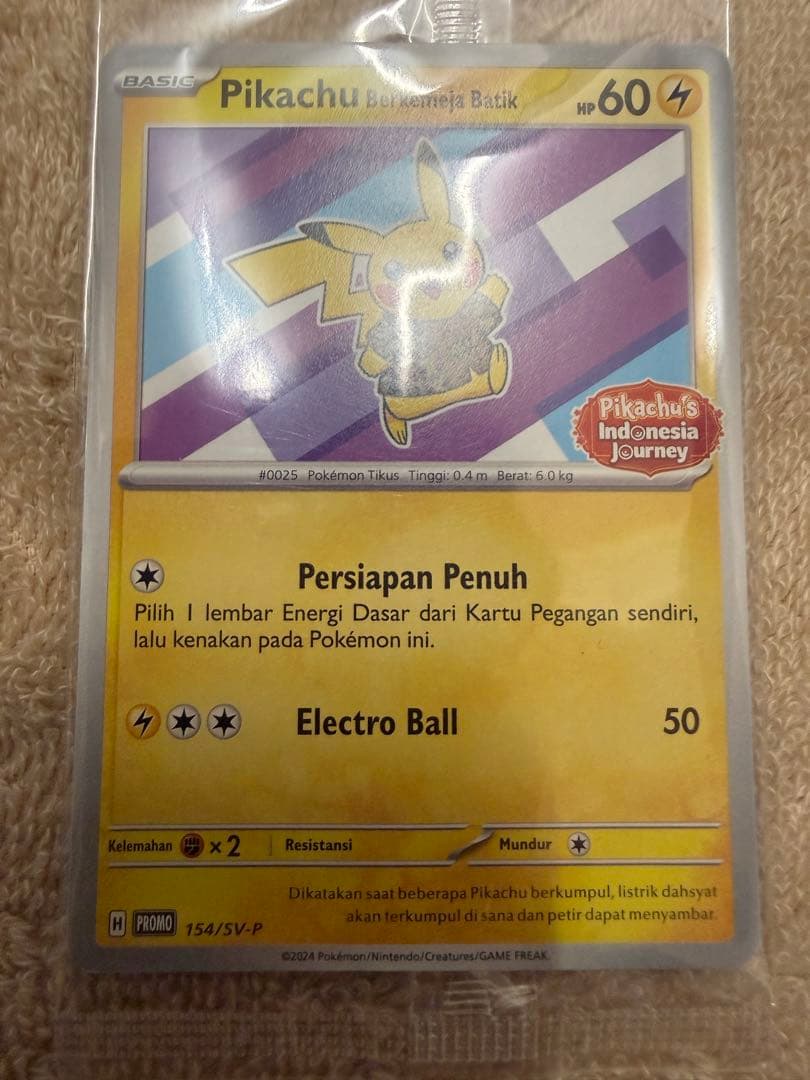 BASIC Pikachu Berkemeja Batik HP 60
Pikachu's
Indonesia
Journey
#0025 Pokémon Tikus Tinggi: 0.4 m Berat: 6.0 kg
Persiapan Penuh
Pilih 1 lembar Energi Dasar dari Kartu Pegangan sendiri,
lalu kenakan pada Pokémon ini.
Electro Ball 50
Kelemahan × 2 Resistansi Mundur
Dikatakan saat beberapa Pikachu berkumpul, listrik dahsyat
akan terkumpul di sana dan petir dapat menyambar.
H PROMO 154/SV-P
©2024 Pokémon/Nintendo/Creatures/GAME FREAK.